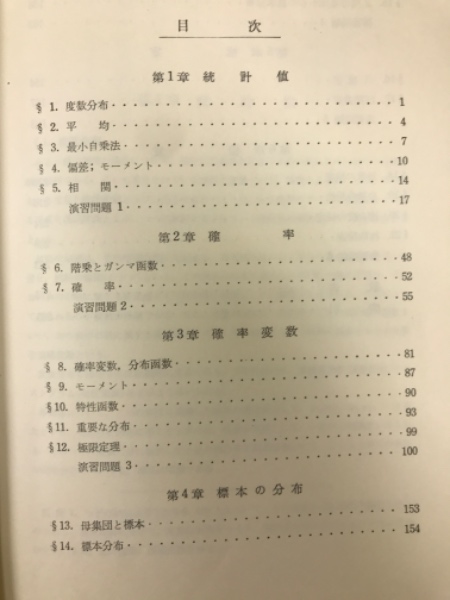 目 次
第1章 統計値
§ 1. 度数分布 1
§ 2. 平均 4
§ 3. 最小自乗法 7
§ 4. 偏差；モーメント 10
§ 5. 相関 14
演習問題 1 17
第2章 確率
§ 6. 階乗とガンマ函数 48
§ 7. 確率 52
演習問題 2 55
第3章 確率変数
§ 8. 確率変数，分布函数 81
§ 9. モーメント 87
§10. 特性函数 90
§11. 重要な分布 93
§12. 極限定理 99
演習問題 3 100
第4章 標本の分布
§13. 母集団と標本 153
§14. 標本分布 154